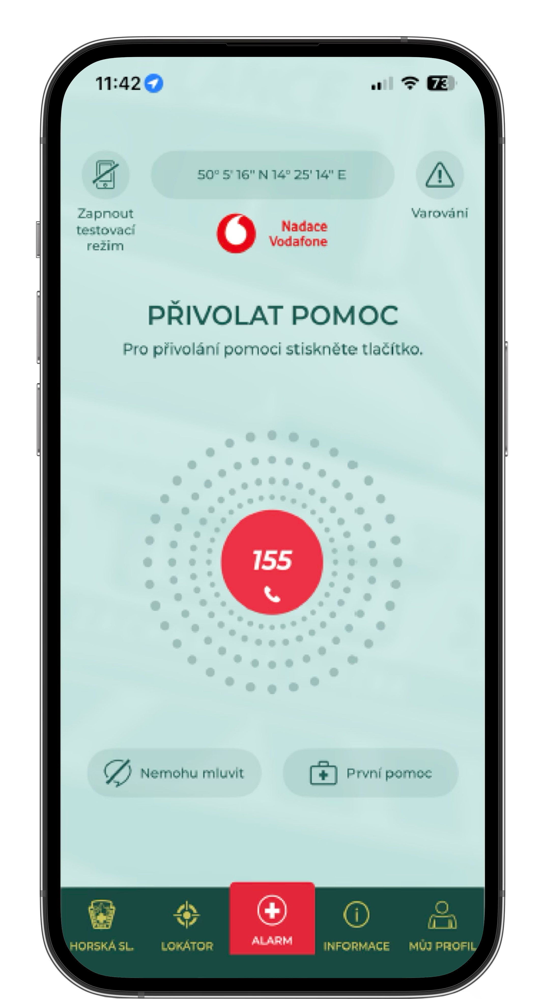 11:42
73
50° 5' 16" N 14° 25' 14" E
Zapnout
testovací
režim
Varování
Nadace
Vodafone
PŘIVOLAT POMOC
Pro přivolání pomoci stiskněte tlačítko.
155
Nemohu mluvit
První pomoc
HORSKÁ SL.
LOKÁTOR
ALARM
INFORMACE
MŮJ PROFIL